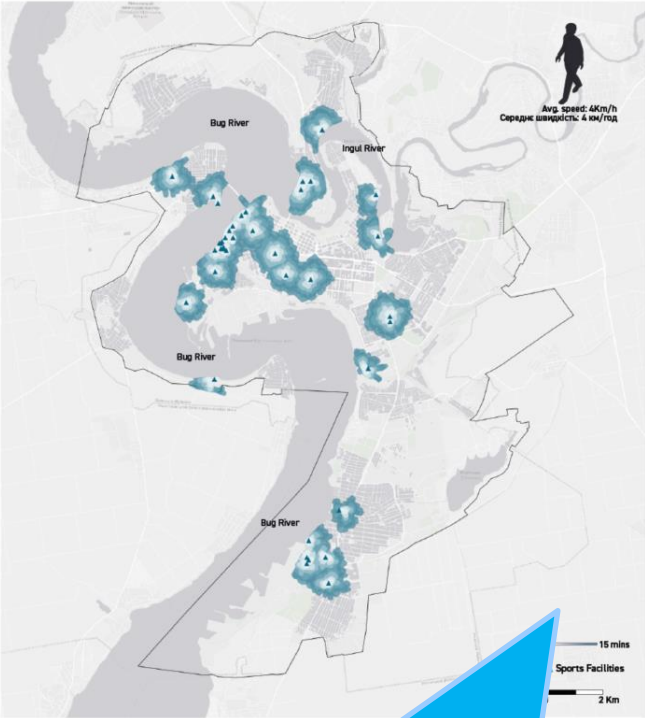 Avg. speed: 4Km/h
Середнє швидкість: 4 км/год
Bug River
Ingul River
Bug River
Bug River
15 mins
Sports Facilities
2 Km